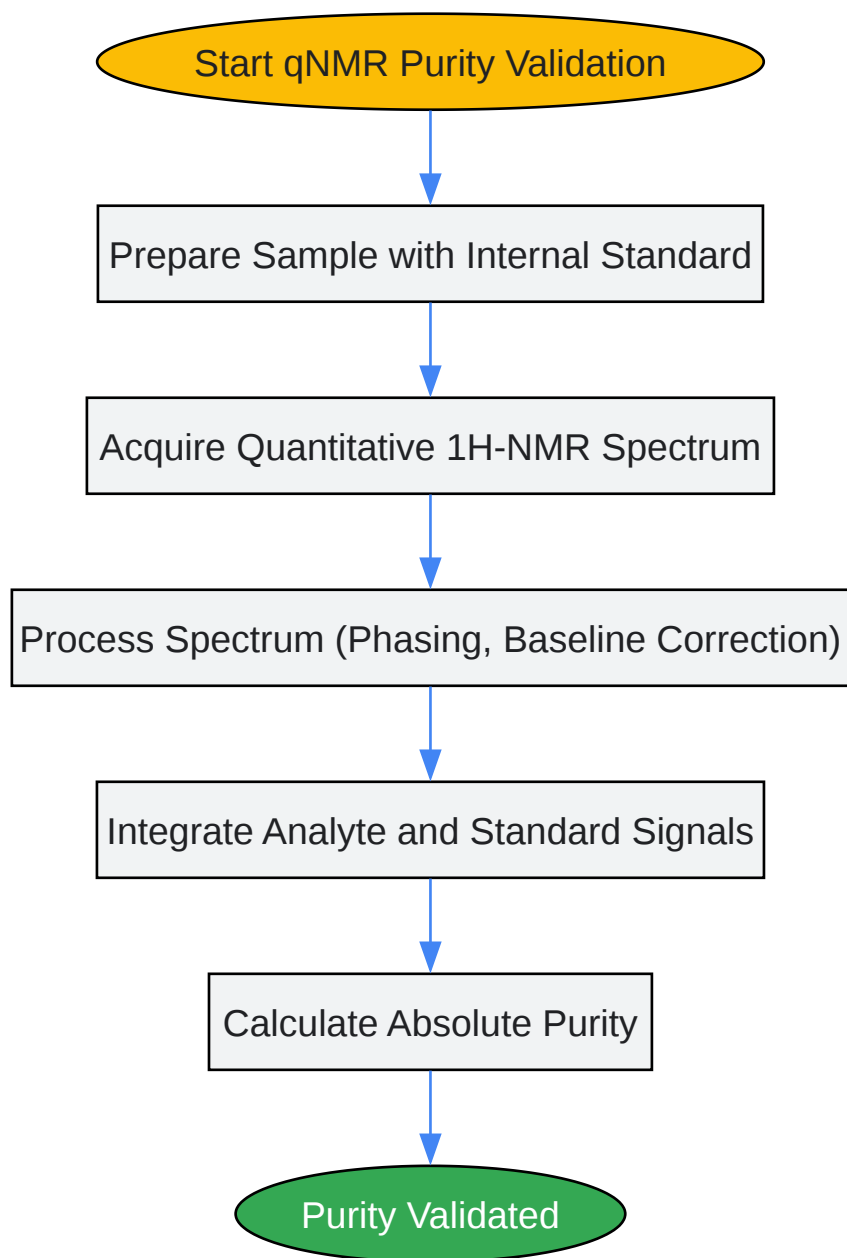 Start qNMR Purity Validation
Prepare Sample with Internal Standard
Acquire Quantitative 1H-NMR Spectrum
Process Spectrum (Phasing, Baseline Correction)
Integrate Analyte and Standard Signals
Calculate Absolute Purity
Purity Validated